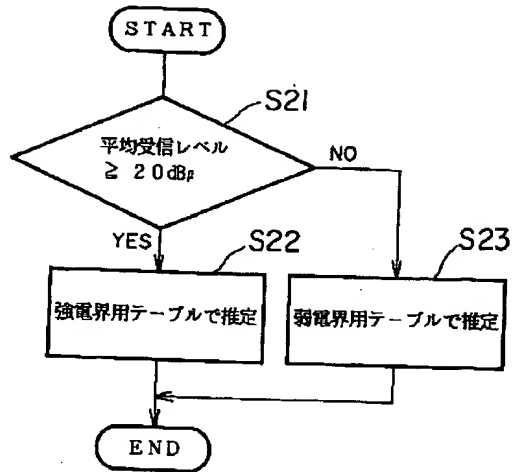 START
S21
平均受信レベル
≧ 20dBμ
NO
YES
S22
S23
強電界用テーブルで推定
弱電界用テーブルで推定
END